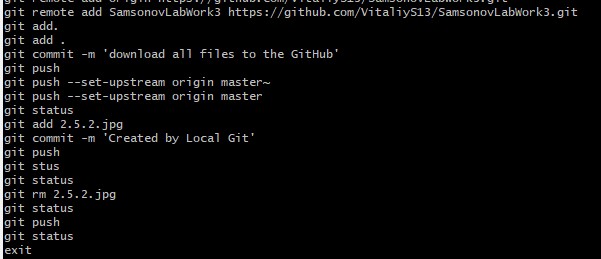 git remote add origin https://github.com/VitaliyS13/SamsonovLabWork3.git
git remote add SamsonovLabWork3 https://github.com/VitaliyS13/SamsonovLabWork3.git
git add.
git add .
git commit -m 'download all files to the GitHub'
git push
git push --set-upstream origin master~
git push --set-upstream origin master
git status
git add 2.5.2.jpg
git commit -m 'Created by Local Git'
git push
git stus
git status
git rm 2.5.2.jpg
git status
git push
git status
exit